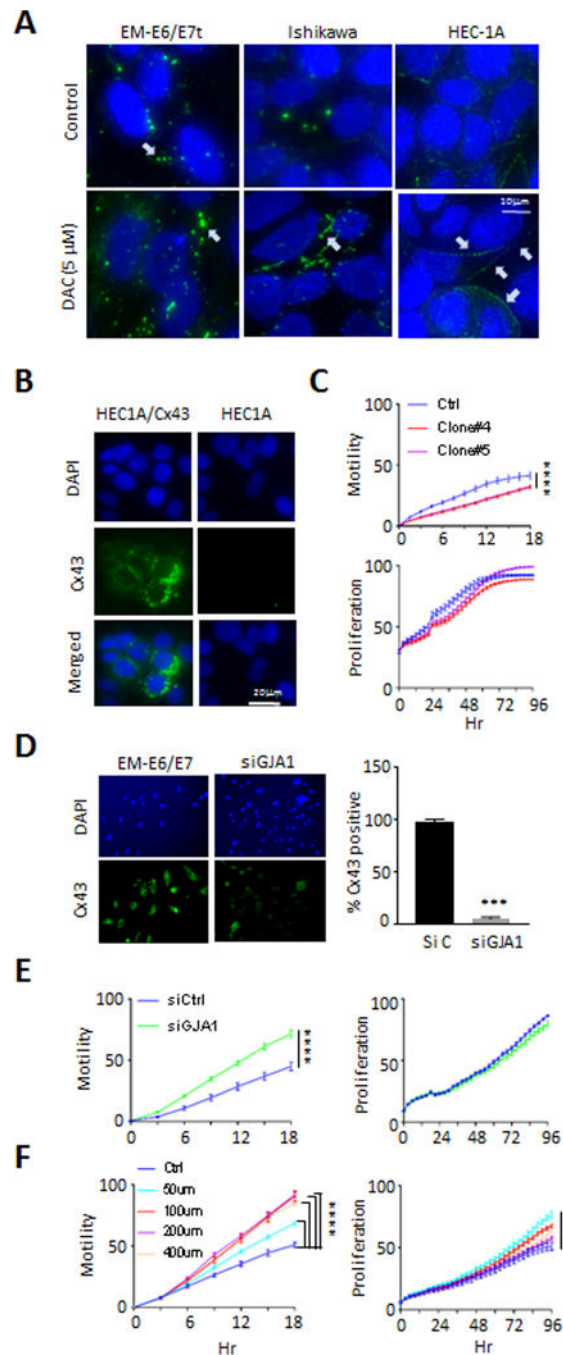 A
EM-E6/E7t
Ishikawa
HEC-1A
Control
DAC (5 µM)
10µm
B
HEC1A/Cx43
HEC1A
DAPI
Cx43
Merged
20µm
C
Motility
100
50
0
Ctrl
Clone#4
Clone#5
****
0 6 12 18
Proliferation
100
50
0
0 24 48 72 96
Hr
D
EM-E6/E7
siGJA1
DAPI
Cx43
% Cx43 positive
150
100
50
0
***
Si C
siGJA1
E
Motility
100
50
0
siCtrl
siGJA1
****
0 6 12 18
Proliferation
100
50
0
0 24 48 72 96
F
Motility
100
50
0
Ctrl
50um
100um
200um
400um
****
0 6 12 18
Hr
Proliferation
100
50
0
0 24 48 72 96
Hr